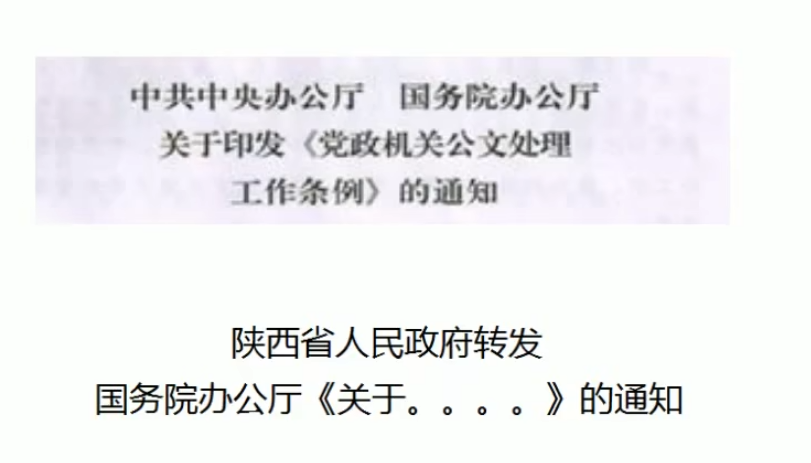 中共中央办公厅　国务院办公厅
关于印发《党政机关公文处理
工作条例》的通知
陕西省人民政府转发
国务院办公厅《关于。。。。》的通知